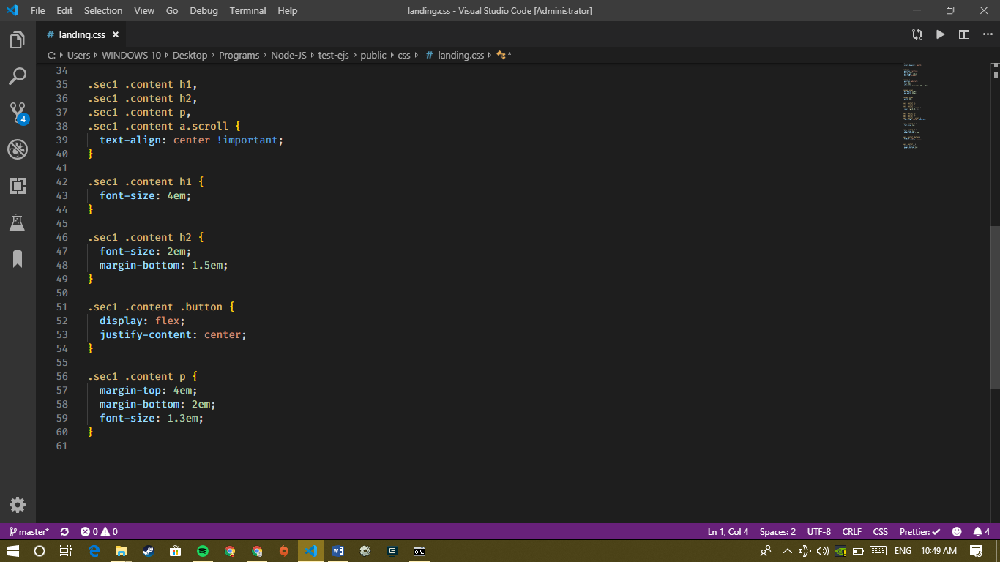 File Edit Selection View Go Debug Terminal Help landing.css - Visual Studio Code [Administrator]
# landing.css ×
C: › Users › WINDOWS 10 › Desktop › Programs › Node-JS › test-ejs › public › css › # landing.css › *
34
35 .sec1 .content h1,
36 .sec1 .content h2,
37 .sec1 .content p,
38 .sec1 .content a.scroll {
39 text-align: center !important;
40 }
41
42 .sec1 .content h1 {
43 font-size: 4em;
44 }
45
46 .sec1 .content h2 {
47 font-size: 2em;
48 margin-bottom: 1.5em;
49 }
50
51 .sec1 .content .button {
52 display: flex;
53 justify-content: center;
54 }
55
56 .sec1 .content p {
57 margin-top: 4em;
58 margin-bottom: 2em;
59 font-size: 1.3em;
60 }
61
4
master* 0 0 Ln 1, Col 4 Spaces: 2 UTF-8 CRLF CSS Prettier: ✓ 4
ENG 10:49 AM